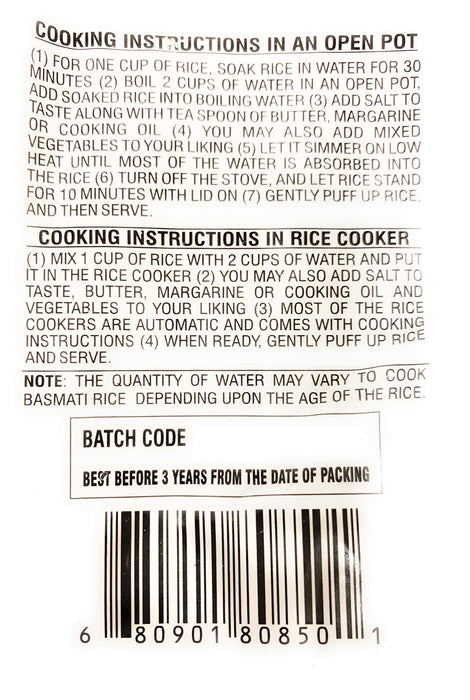 COOKING INSTRUCTIONS IN AN OPEN POT
(1) FOR ONE CUP OF RICE, SOAK RICE IN WATER FOR 30
MINUTES (2) BOIL 2 CUPS OF WATER IN AN OPEN POT,
ADD SOAKED RICE INTO BOILING WATER (3) ADD SALT TO
TASTE ALONG WITH TEA SPOON OF BUTTER, MARGARINE
OR COOKING OIL (4) YOU MAY ALSO ADD MIXED
VEGETABLES TO YOUR LIKING (5) LET IT SIMMER ON LOW
HEAT UNTIL MOST OF THE WATER IS ABSORBED INTO
THE RICE (6) TURN OFF THE STOVE, AND LET RICE STAND
FOR 10 MINUTES WITH LID ON (7) GENTLY PUFF UP RICE,
AND THEN SERVE.
COOKING INSTRUCTIONS IN RICE COOKER
(1) MIX 1 CUP OF RICE WITH 2 CUPS OF WATER AND PUT
IT IN THE RICE COOKER (2) YOU MAY ALSO ADD SALT TO
TASTE, BUTTER, MARGARINE OR COOKING OIL AND
VEGETABLES TO YOUR LIKING (3) MOST OF THE RICE
COOKERS ARE AUTOMATIC AND COMES WITH COOKING
INSTRUCTIONS (4) WHEN READY, GENTLY PUFF UP RICE
AND SERVE.
NOTE: THE QUANTITY OF WATER MAY VARY TO COOK
BASMATI RICE DEPENDING UPON THE AGE OF THE RICE.
BATCH CODE
BEST BEFORE 3 YEARS FROM THE DATE OF PACKING
6 80901 80850 1